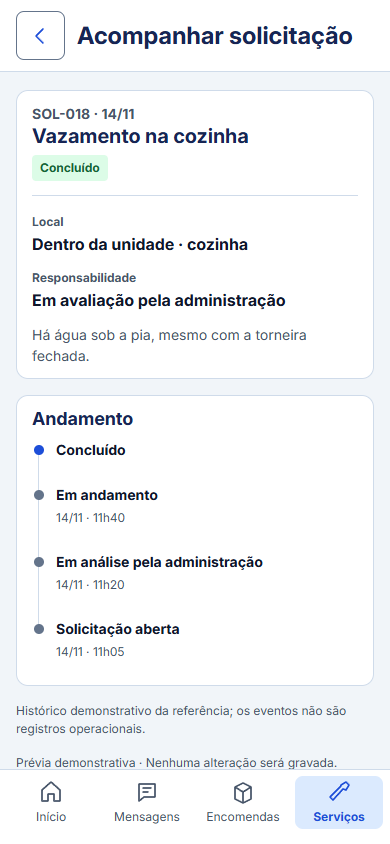 Acompanhar solicitação
SOL-018 · 14/11
Vazamento na cozinha
Concluído
Local
Dentro da unidade · cozinha
Responsabilidade
Em avaliação pela administração
Há água sob a pia, mesmo com a torneira
fechada.
Andamento
Concluído
Em andamento
14/11 · 11h40
Em análise pela administração
14/11 · 11h20
Solicitação aberta
14/11 · 11h05
Histórico demonstrativo da referência; os eventos não são
registros operacionais.
Prévia demonstrativa · Nenhuma alteração será gravada.
Início
Mensagens
Encomendas
Serviços